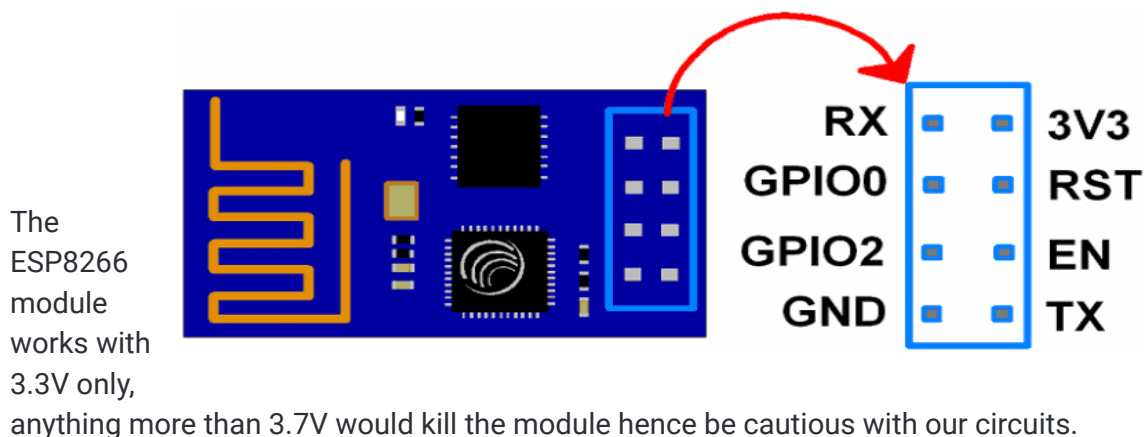 RX 3V3
GPIO0 RST
GPIO2 EN
GND TX
The
ESP8266
module
works with
3.3V only,
anything more than 3.7V would kill the module hence be cautious with our circuits.